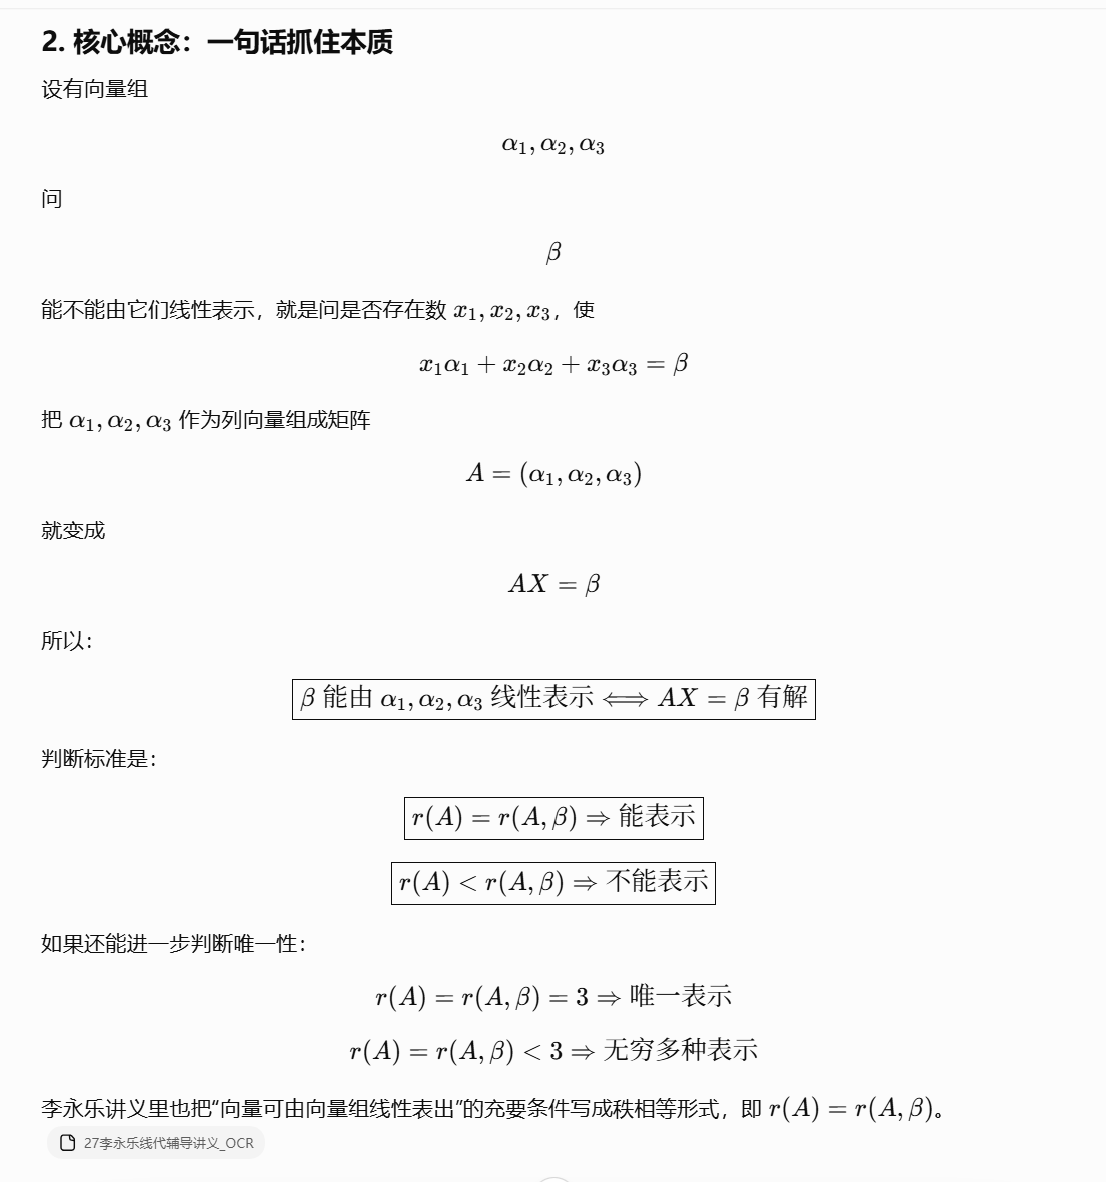 2. 核心概念：一句话抓住本质
设有向量组
α₁, α₂, α₃
问
β
能不能由它们线性表示，就是问是否存在数 x₁, x₂, x₃，使
x₁α₁ + x₂α₂ + x₃α₃ = β
把 α₁, α₂, α₃ 作为列向量组成矩阵
A = (α₁, α₂, α₃)
就变成
AX = β
所以：
β 能由 α₁, α₂, α₃ 线性表示 ⟺ AX = β 有解
判断标准是：
r(A) = r(A, β) ⇒ 能表示
r(A) < r(A, β) ⇒ 不能表示
如果还能进一步判断唯一性：
r(A) = r(A, β) = 3 ⇒ 唯一表示
r(A) = r(A, β) < 3 ⇒ 无穷多种表示
李永乐讲义里也把“向量可由向量组线性表出”的充要条件写成秩相等形式，即 r(A) = r(A, β)。
27李永乐线代辅导讲义_OCR